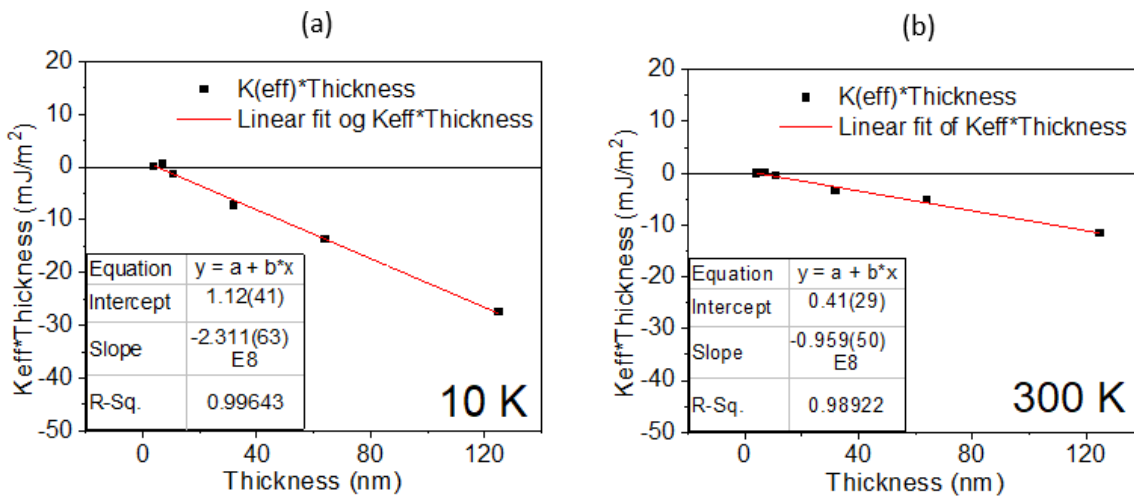 (a)
20
10
0
-10
-20
-30
-40
-50
Keff*Thickness (mJ/m²)
K(eff)*Thickness
Linear fit og Keff*Thickness
Equation y = a + b*x
Intercept 1.12(41)
Slope -2.311(63)
E8
R-Sq. 0.99643
10 K
0 40 80 120
Thickness (nm)
(b)
20
10
0
-10
-20
-30
-40
-50
Keff*Thickness (mJ/m²)
K(eff)*Thickness
Linear fit of Keff*Thickness
Equation y = a + b*x
Intercept 0.41(29)
Slope -0.959(50)
E8
R-Sq. 0.98922
300 K
0 40 80 120
Thickness (nm)